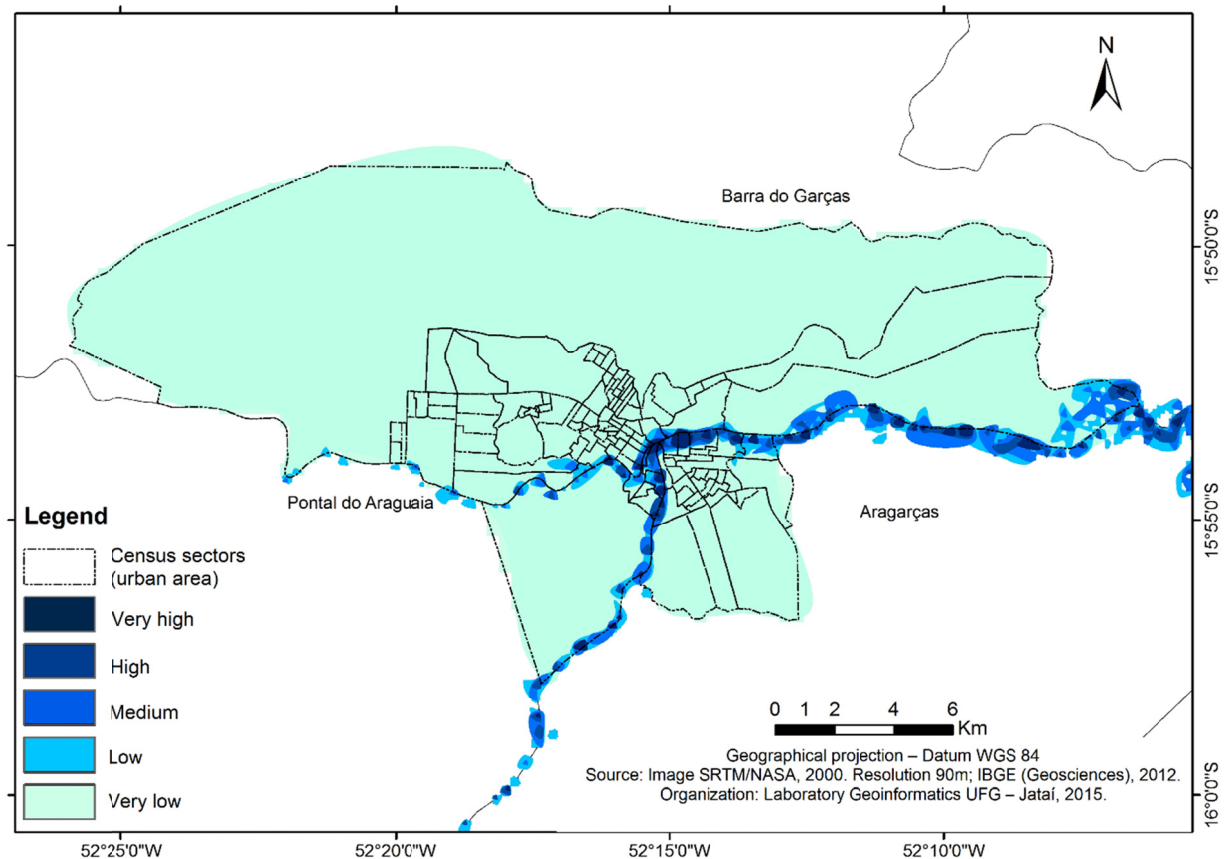 N
Barra do Garças
15°50'0"S
Pontal do Araguaia
Aragarças
15°55'0"S
Legend
Census sectors
(urban area)
Very high
High
Medium
Low
Very low
0 1 2 4 6
Km
Geographical projection – Datum WGS 84
Source: Image SRTM/NASA, 2000. Resolution 90m; IBGE (Geosciences), 2012.
Organization: Laboratory Geoinformatics UFG – Jataí, 2015.
16°0'0"S
52°25'0"W
52°20'0"W
52°15'0"W
52°10'0"W